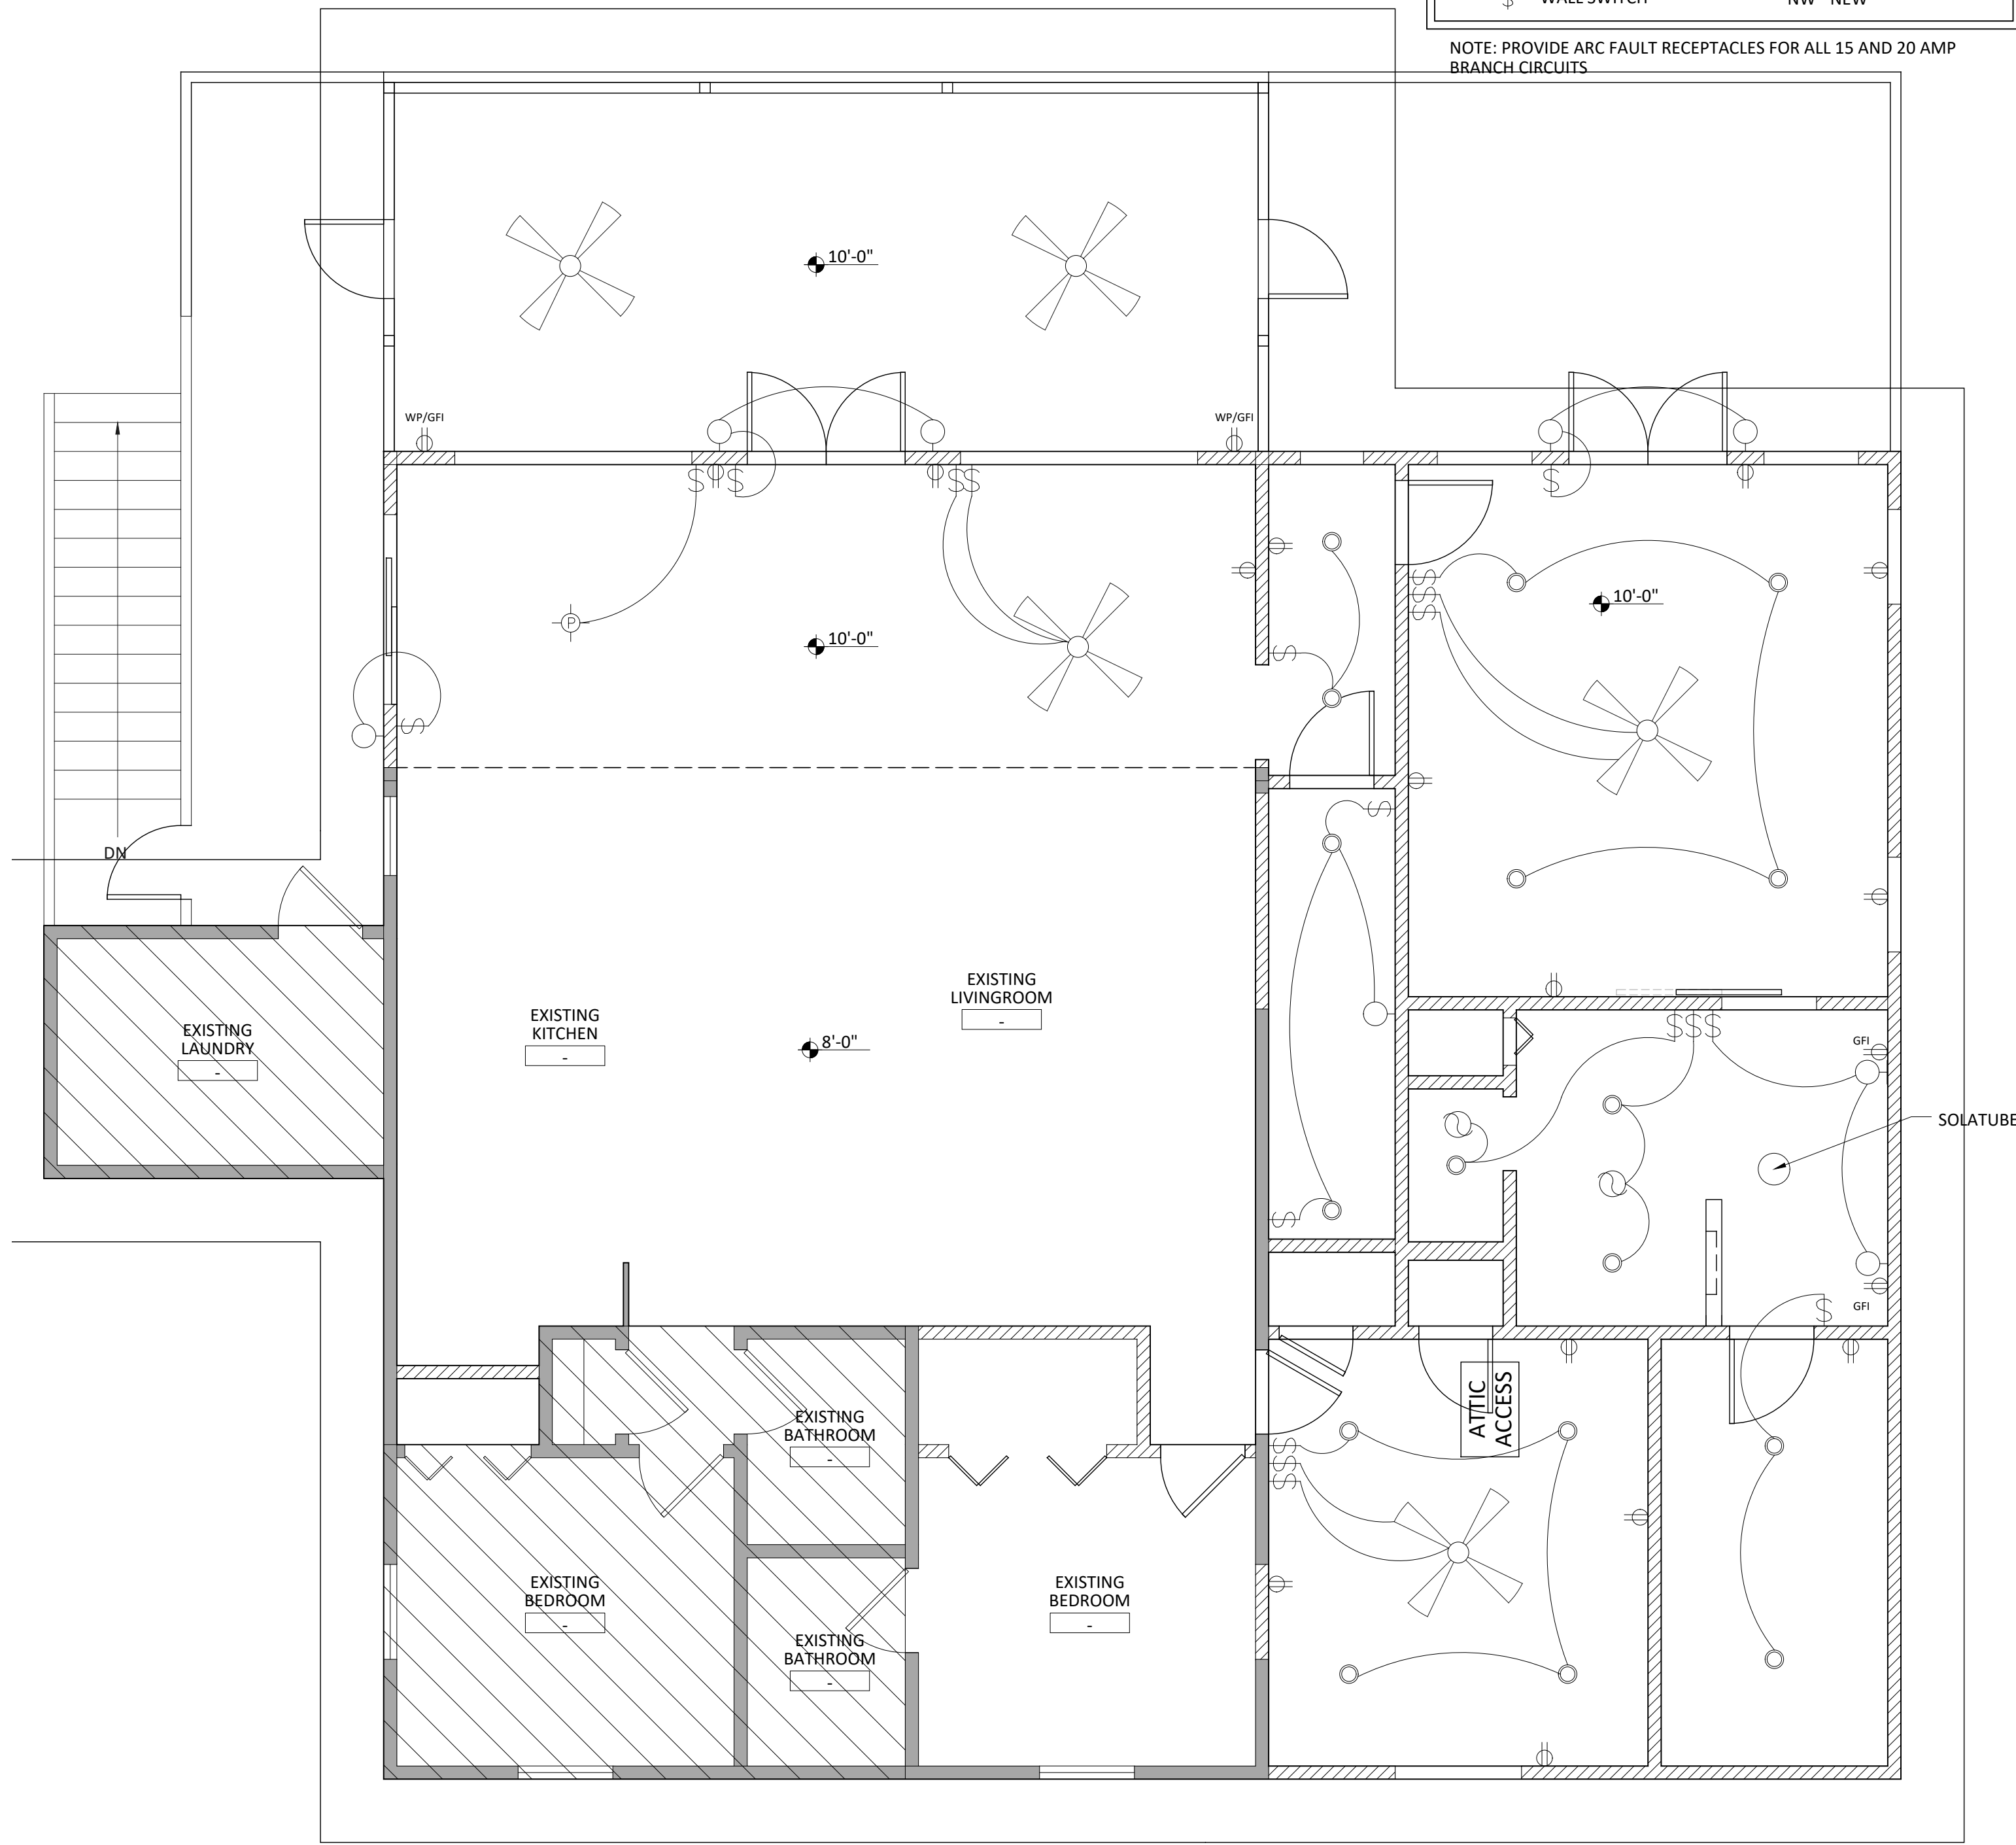 $ WALL SWITCH
NW NEW
NOTE: PROVIDE ARC FAULT RECEPTACLES FOR ALL 15 AND 20 AMP
BRANCH CIRCUITS
10'-0"
WP/GFI
WP/GFI
$
$
$$
$
10'-0"
10'-0"
$
$
$
$
$
$
$
P
DN
EXISTING
KITCHEN
-
EXISTING
LIVINGROOM
-
8'-0"
EXISTING
LAUNDRY
-
$$$
GFI
SOLATUBE
$
$
GFI
ATTIC
ACCESS
EXISTING
BATHROOM
-
$
$
$
EXISTING
BEDROOM
-
EXISTING
BATHROOM
-
EXISTING
BEDROOM
-